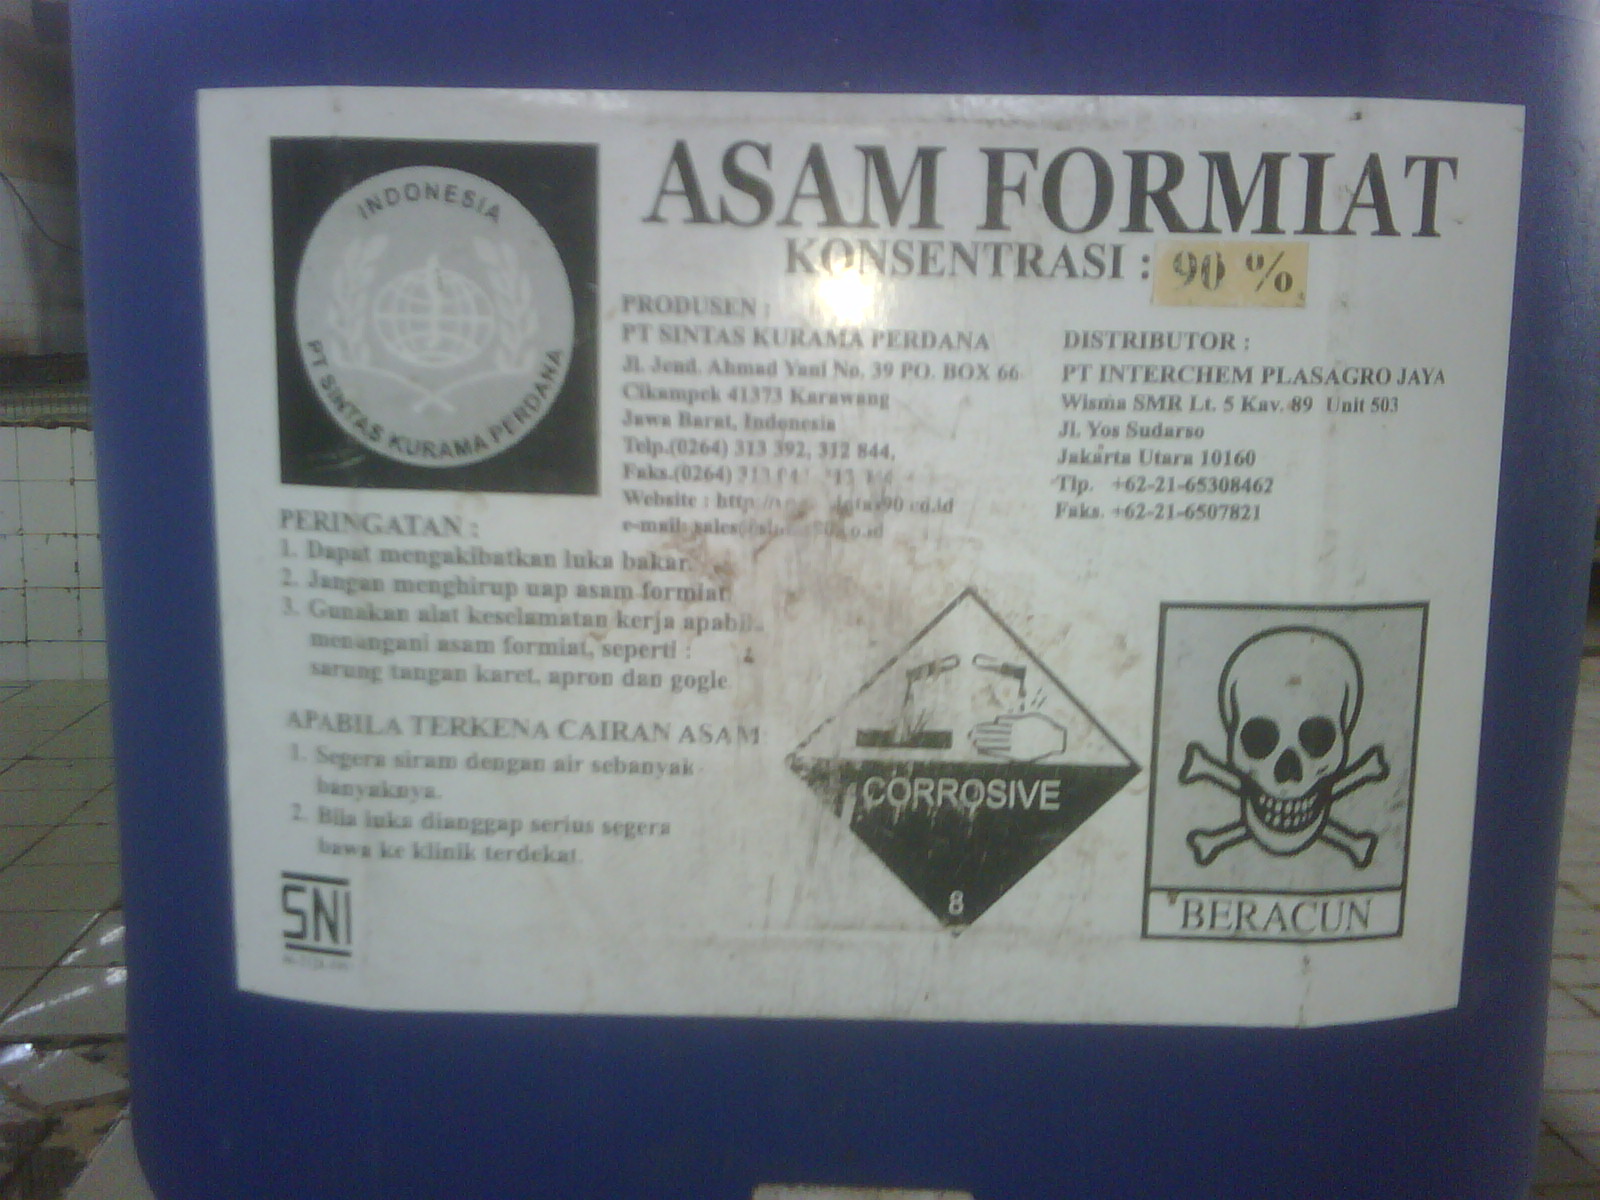 INDONESIA
PT SINTAS KURAMA PERDANA
ASAM FORMIAT
KONSENTRASI : 90 %
PRODUSEN :
PT SINTAS KURAMA PERDANA
Jl. Jend. Ahmad Yani No. 39 PO. BOX 66
Cikampek 41373 Karawang
Jawa Barat, Indonesia
Telp.(0264) 313 392, 312 844,
Faks.(0264)
Website :
e-mail:
DISTRIBUTOR :
PT INTERCHEM PLASAGRO JAYA
Wisma SMR Lt. 5 Kav. 89 Unit 503
Jl. Yos Sudarso
Jakarta Utara 10160
Tlp. +62-21-65308462
Faks. +62-21-6507821
PERINGATAN :
1. Dapat mengakibatkan luka bakar.
2. Jangan menghirup uap asam formiat
3. Gunakan alat keselamatan kerja
menangani asam formiat, seperti :
sarung tangan karet, apron dan gogle
APABILA TERKENA CAIRAN ASAM
1. Segera siram dengan air sebanyak-
banyaknya.
2. Bila luka dianggap serius segera
bawa ke klinik terdekat.
SNI
CORROSIVE
8
BERACUN